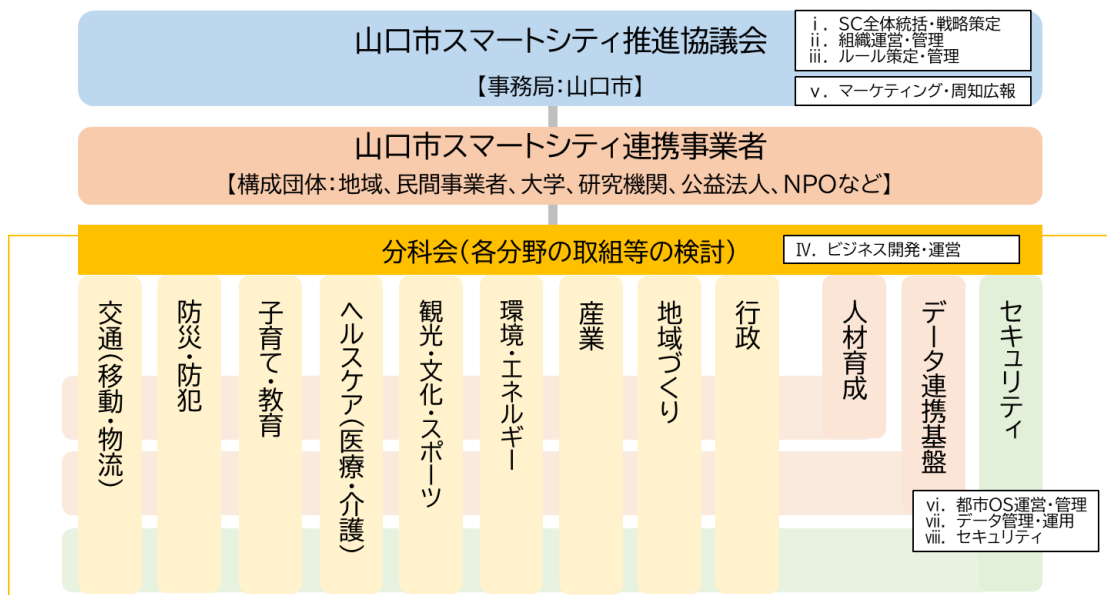 山口市スマートシティ推進協議会
【事務局：山口市】
ⅰ．SC全体統括・戦略策定
ⅱ．組織運営・管理
ⅲ．ルール策定・管理
ⅴ．マーケティング・周知広報
山口市スマートシティ連携事業者
【構成団体：地域、民間事業者、大学、研究機関、公益法人、NPOなど】
分科会（各分野の取組等の検討）
Ⅳ．ビジネス開発・運営
交通（移動・物流）
防災・防犯
子育て・教育
ヘルスケア（医療・介護）
観光・文化・スポーツ
環境・エネルギー
産業
地域づくり
行政
人材育成
データ連携基盤
セキュリティ
ⅵ．都市OS運営・管理
ⅶ．データ管理・運用
ⅷ．セキュリティ